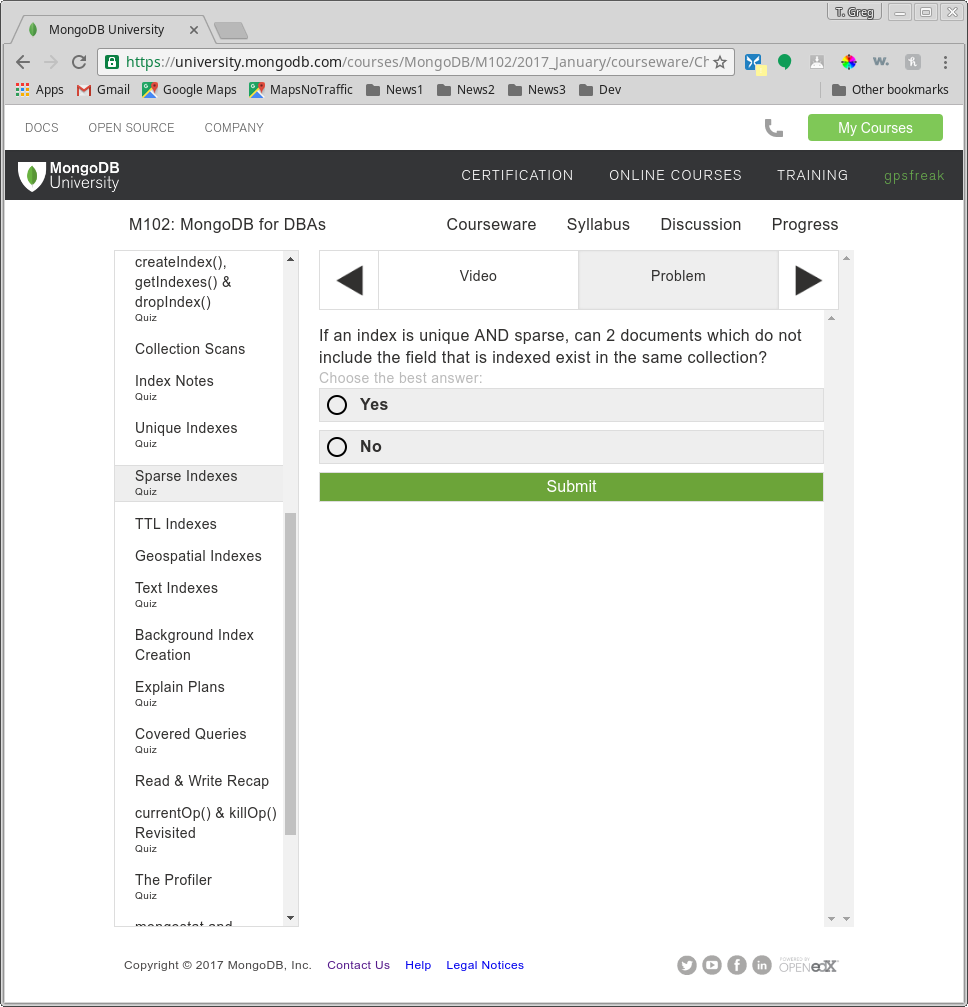 T. Greg
MongoDB University
https://university.mongodb.com/courses/MongoDB/M102/2017_January/courseware/Ch
Apps Gmail Google Maps MapsNoTraffic News1 News2 News3 Dev Other bookmarks
DOCS OPEN SOURCE COMPANY My Courses
MongoDB
University
CERTIFICATION ONLINE COURSES TRAINING gpsfreak
M102: MongoDB for DBAs Courseware Syllabus Discussion Progress
createIndex(),
getIndexes() &
dropIndex()
Quiz
Collection Scans
Index Notes
Quiz
Unique Indexes
Quiz
Sparse Indexes
Quiz
TTL Indexes
Geospatial Indexes
Text Indexes
Quiz
Background Index
Creation
Explain Plans
Quiz
Covered Queries
Quiz
Read & Write Recap
currentOp() & killOp()
Revisited
Quiz
The Profiler
Quiz
mongostat and
Video Problem
If an index is unique AND sparse, can 2 documents which do not
include the field that is indexed exist in the same collection?
Choose the best answer:
Yes
No
Submit
Copyright © 2017 MongoDB, Inc. Contact Us Help Legal Notices
POWERED BY
OPEN edX